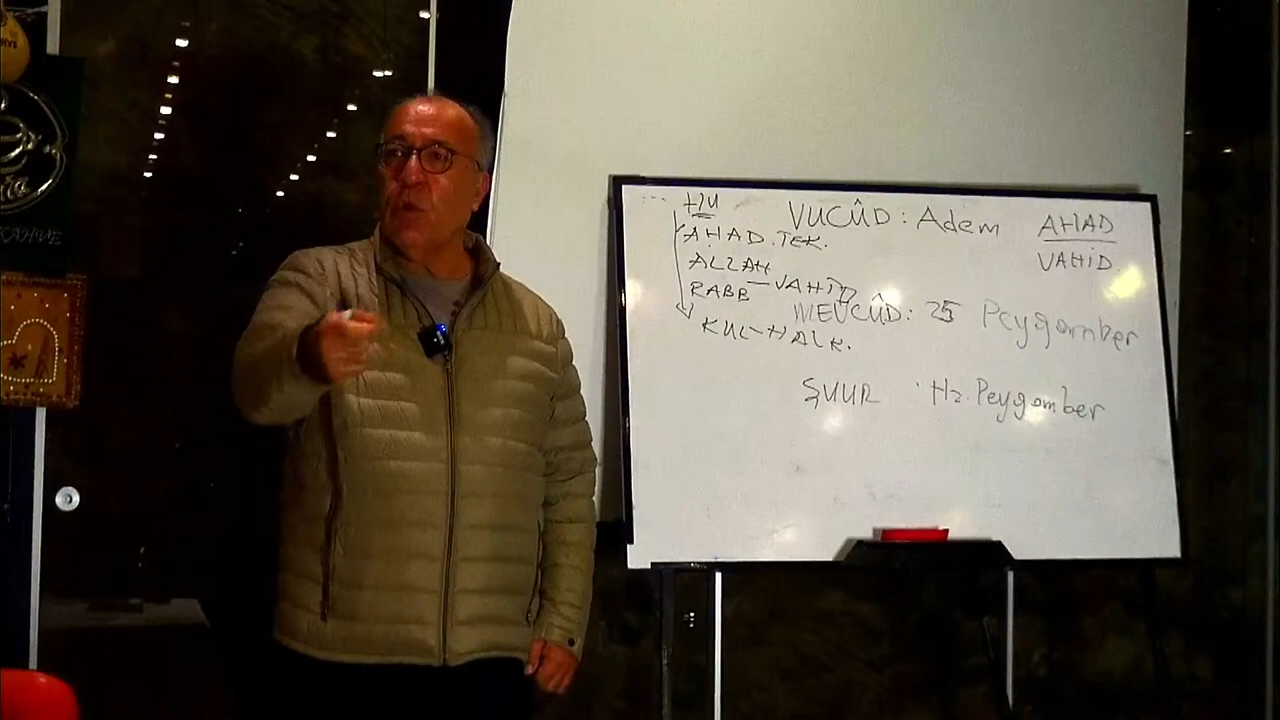 ... HU
AHAD.TEK.
ALLAH
RABB - VAHİD
KUL-HALK.
VUCÛD: Adem
AHAD
VAHİD
MEVCÛD: 25 Peygamber
ŞUUR Hz. Peygamber